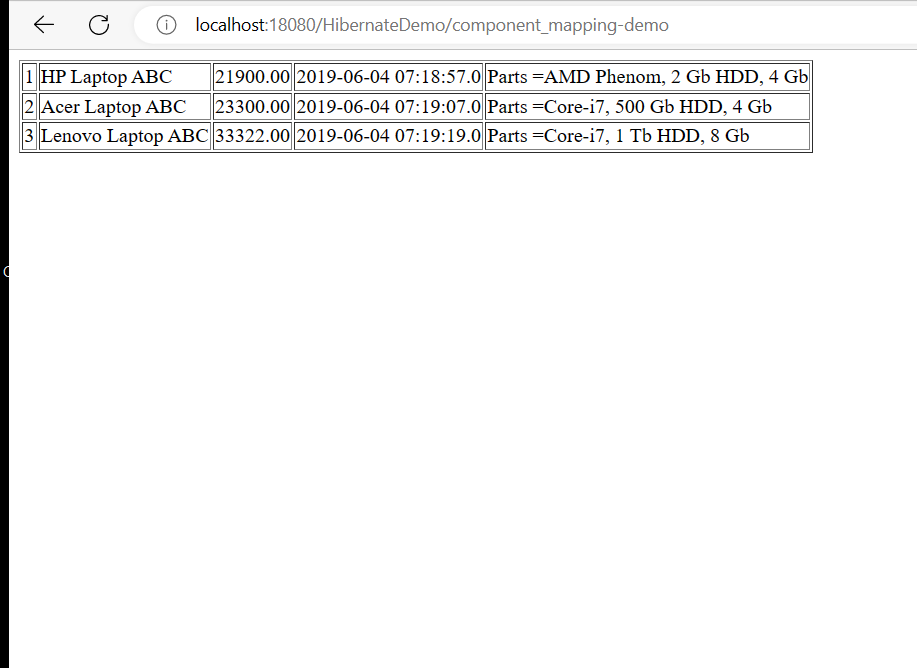 localhost:18080/HibernateDemo/component_mapping-demo
1 HP Laptop ABC 21900.00 2019-06-04 07:18:57.0 Parts =AMD Phenom, 2 Gb HDD, 4 Gb
2 Acer Laptop ABC 23300.00 2019-06-04 07:19:07.0 Parts =Core-i7, 500 Gb HDD, 4 Gb
3 Lenovo Laptop ABC 33322.00 2019-06-04 07:19:19.0 Parts =Core-i7, 1 Tb HDD, 8 Gb